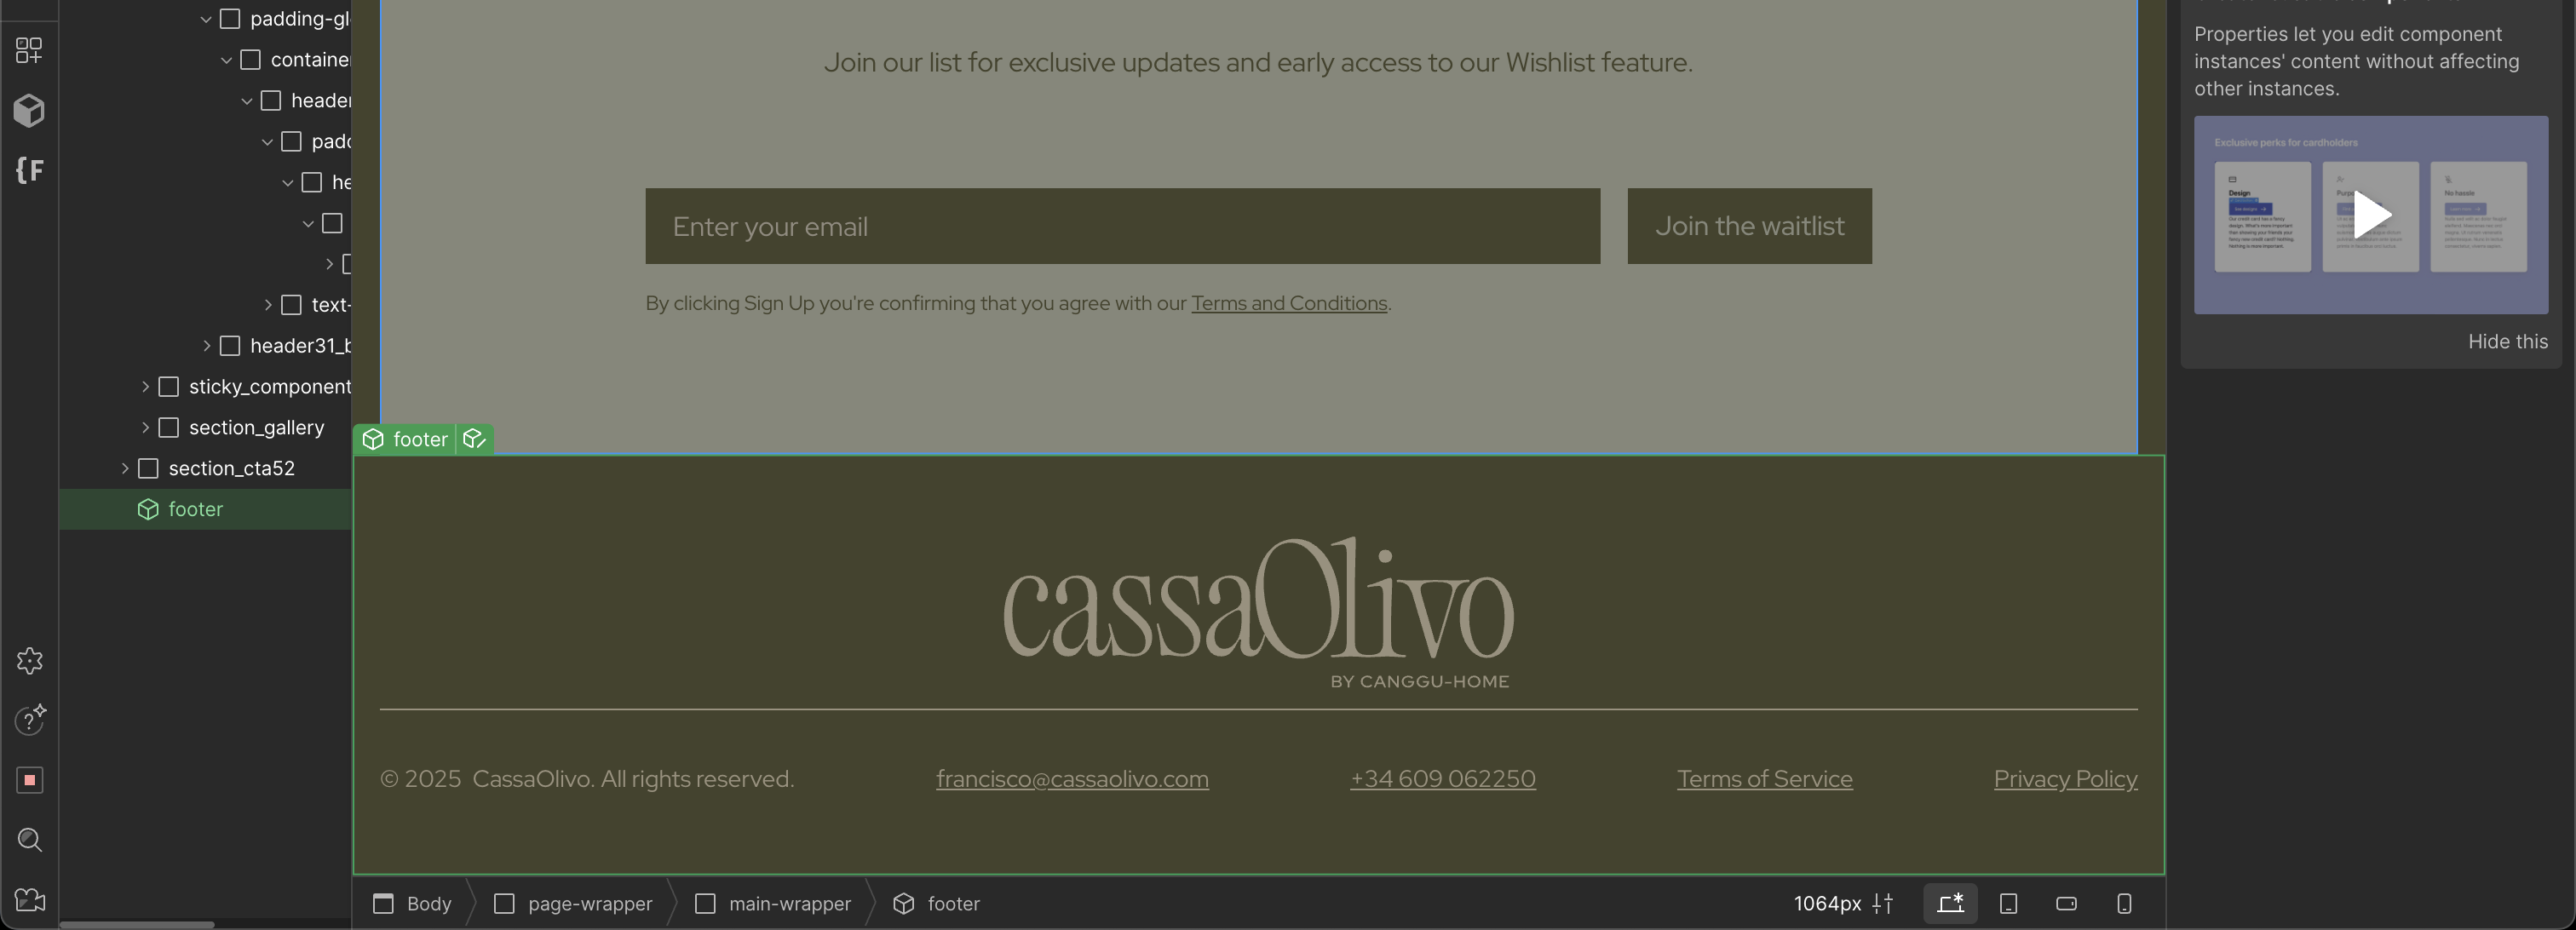 padding-gl
container
header
padd
he
text-
header31_b
sticky_component
section_gallery
section_cta52
footer
Join our list for exclusive updates and early access to our Wishlist feature.
Enter your email
Join the waitlist
By clicking Sign Up you're confirming that you agree with our Terms and Conditions.
footer
cassaOlivo
BY CANGGU-HOME
© 2025 CassaOlivo. All rights reserved.
francisco@cassaolivo.com
+34 609 062250
Terms of Service
Privacy Policy
Body
page-wrapper
main-wrapper
footer
1064px
Properties let you edit component
instances' content without affecting
other instances.
Exclusive perks for cardholders
Design
No hassle
Hide this